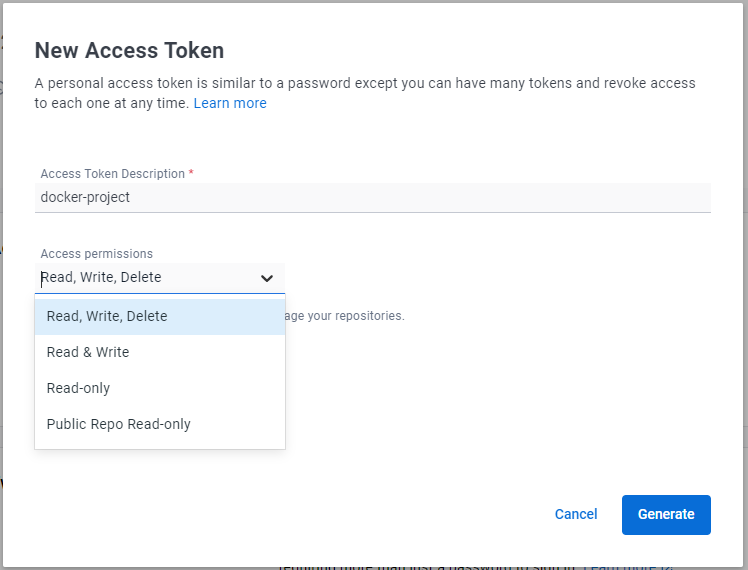 New Access Token
A personal access token is similar to a password except you can have many tokens and revoke access
to each one at any time. Learn more
Access Token Description *
docker-project
Access permissions
Read, Write, Delete
Read, Write, Delete
age your repositories.
Read & Write
Read-only
Public Repo Read-only
Cancel
Generate